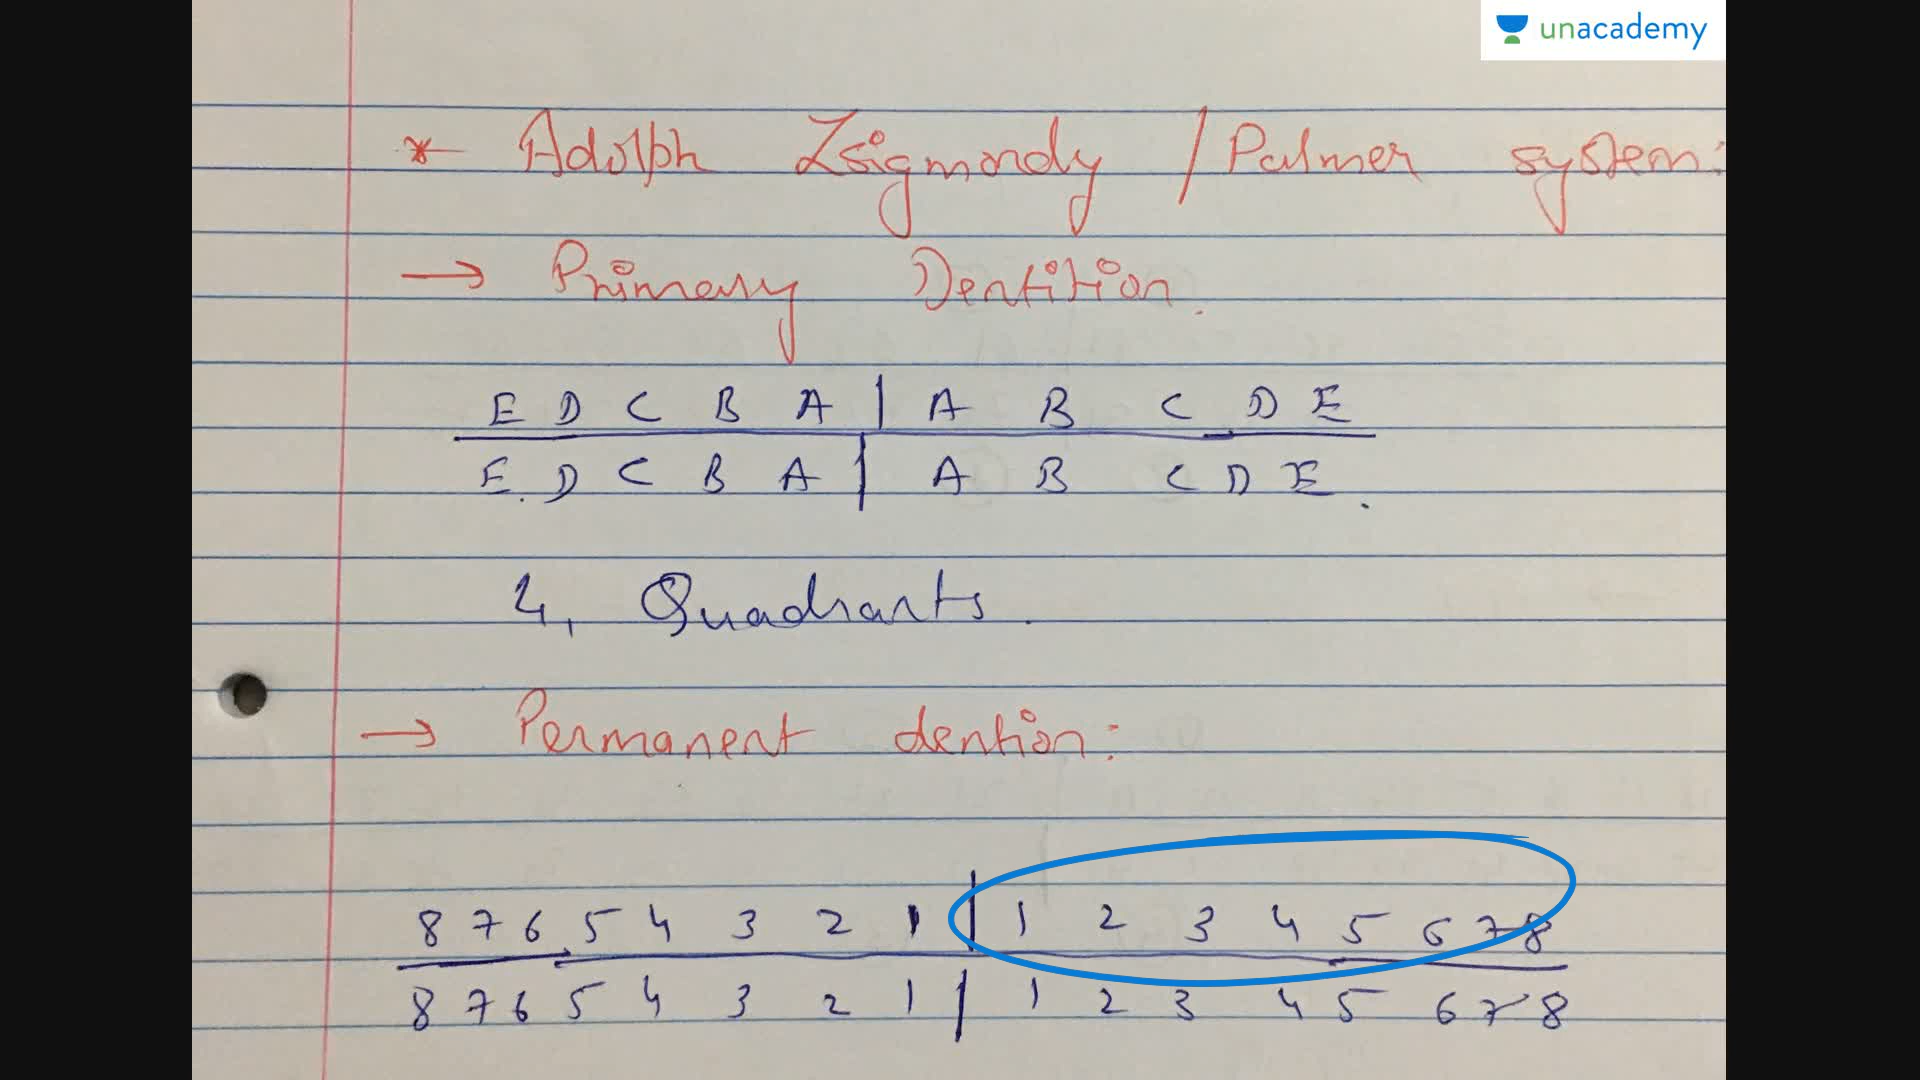 unacademy
* Adolph Zsigmondy / Palmer system:
→ Primary Dentition.
E D C B A | A B C D E
E. D C B A | A B C D E.
4, Quadrants.
→ Permanent dention:
8 7 6 5 4 3 2 1 | 1 2 3 4 5 6 7 8
8 7 6 5 4 3 2 1 | 1 2 3 4 5 6 7 8